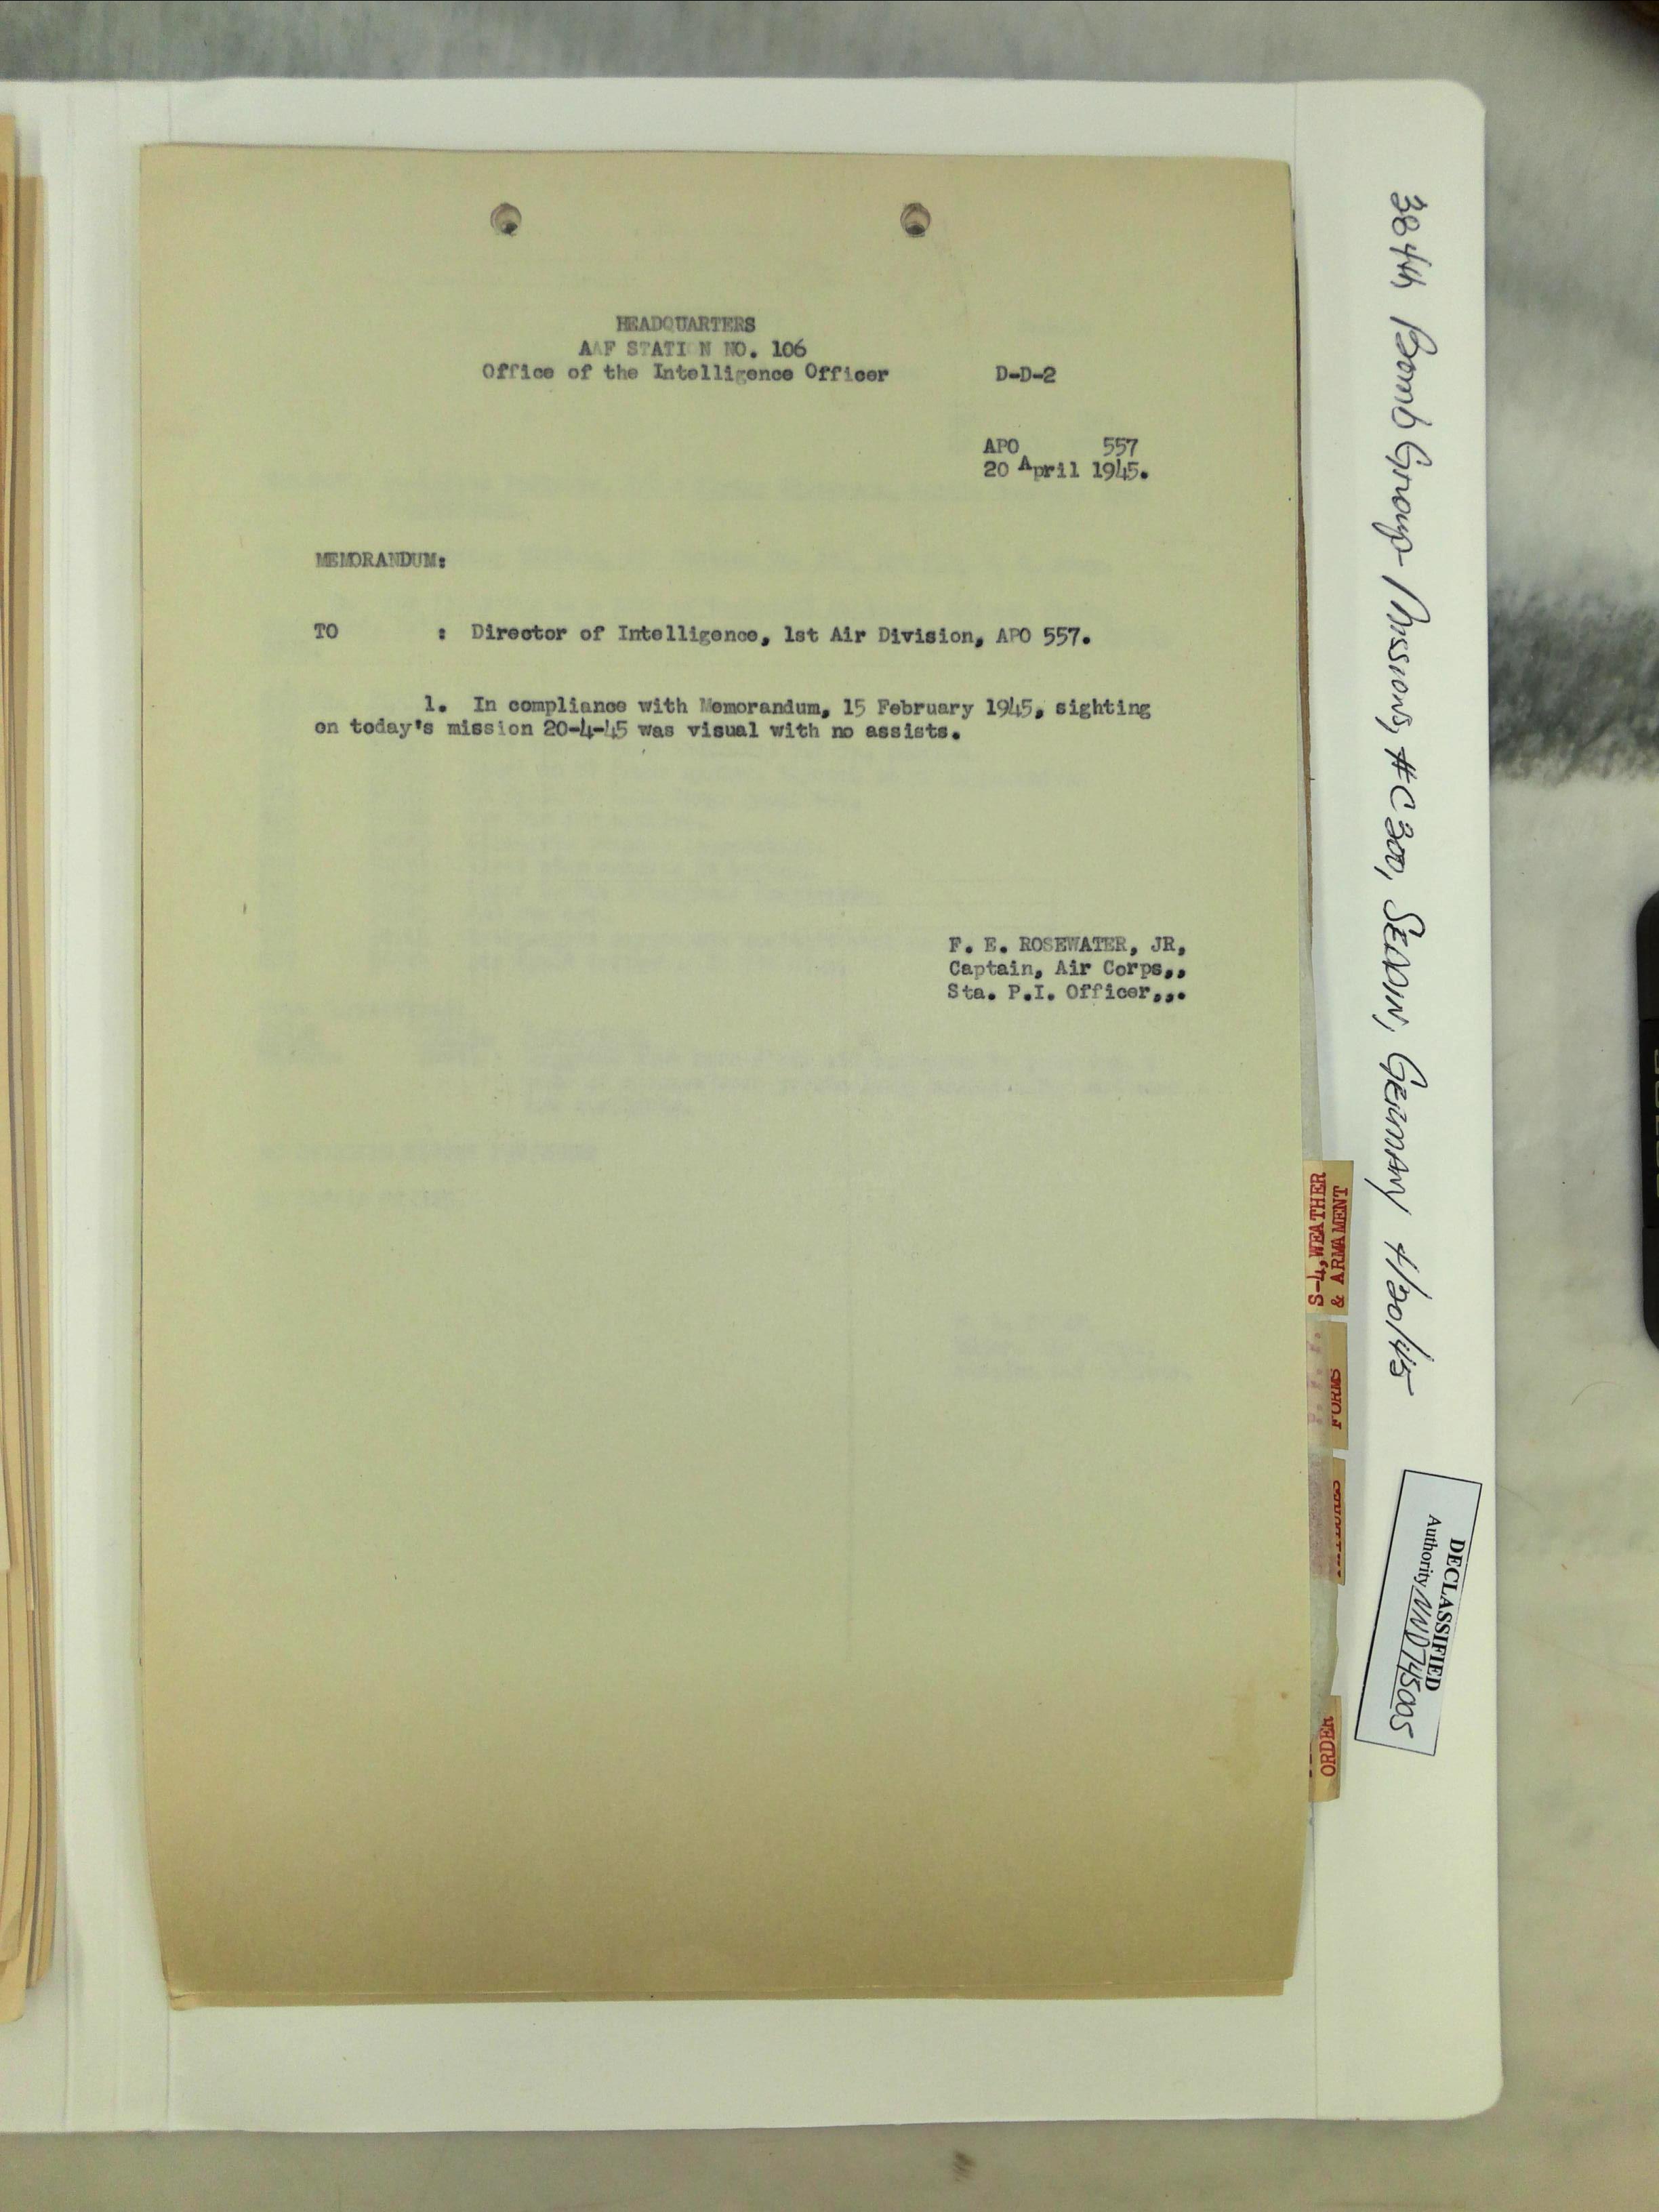 HEADQUARTERS
AAF STATI N NO. 106
Office of the Intelligence Officer D-D-2
APO 557
20 April 1945.
MEMORANDUM:
TO : Director of Intelligence, 1st Air Division, APO 557.
1. In compliance with Memorandum, 15 February 1945, sighting
on today's mission 20-4-45 was visual with no assists.
F. E. ROSEWATER, JR,
Captain, Air Corps,,
Sta. P.I. Officer,,.
S-4, WEATHER
& ARMAMENT
FORMS
ORDER
384th Bomb Group- Missions, #C300, SEDDIN, GERMANY 4/20/45
DECLASSIFIED
Authority NND745005